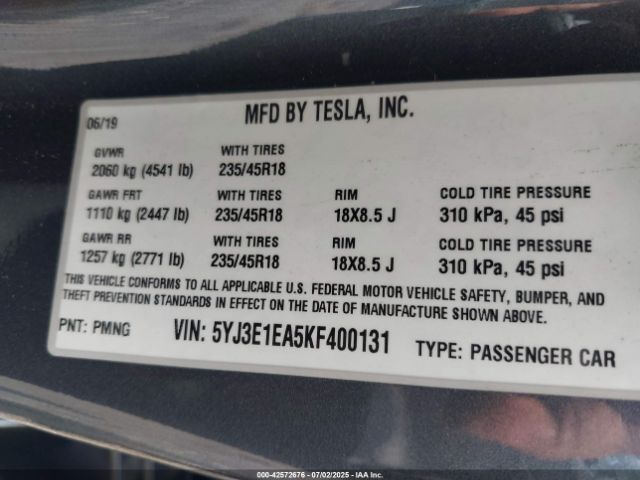 06/19 MFD BY TESLA, INC.
GVWR WITH TIRES
2060 kg (4541 lb) 235/45R18
GAWR FRT WITH TIRES RIM COLD TIRE PRESSURE
1110 kg (2447 lb) 235/45R18 18X8.5 J 310 kPa, 45 psi
GAWR RR WITH TIRES RIM COLD TIRE PRESSURE
1257 kg (2771 lb) 235/45R18 18X8.5 J 310 kPa, 45 psi
THIS VEHICLE CONFORMS TO ALL APPLICABLE U.S. FEDERAL MOTOR VEHICLE SAFETY, BUMPER, AND
THEFT PREVENTION STANDARDS IN EFFECT ON THE DATE OF MANUFACTURE SHOWN ABOVE.
PNT: PMNG VIN: 5YJ3E1EA5KF400131 TYPE: PASSENGER CAR
000-42572676 - 07/02/2025 - IAA Inc.